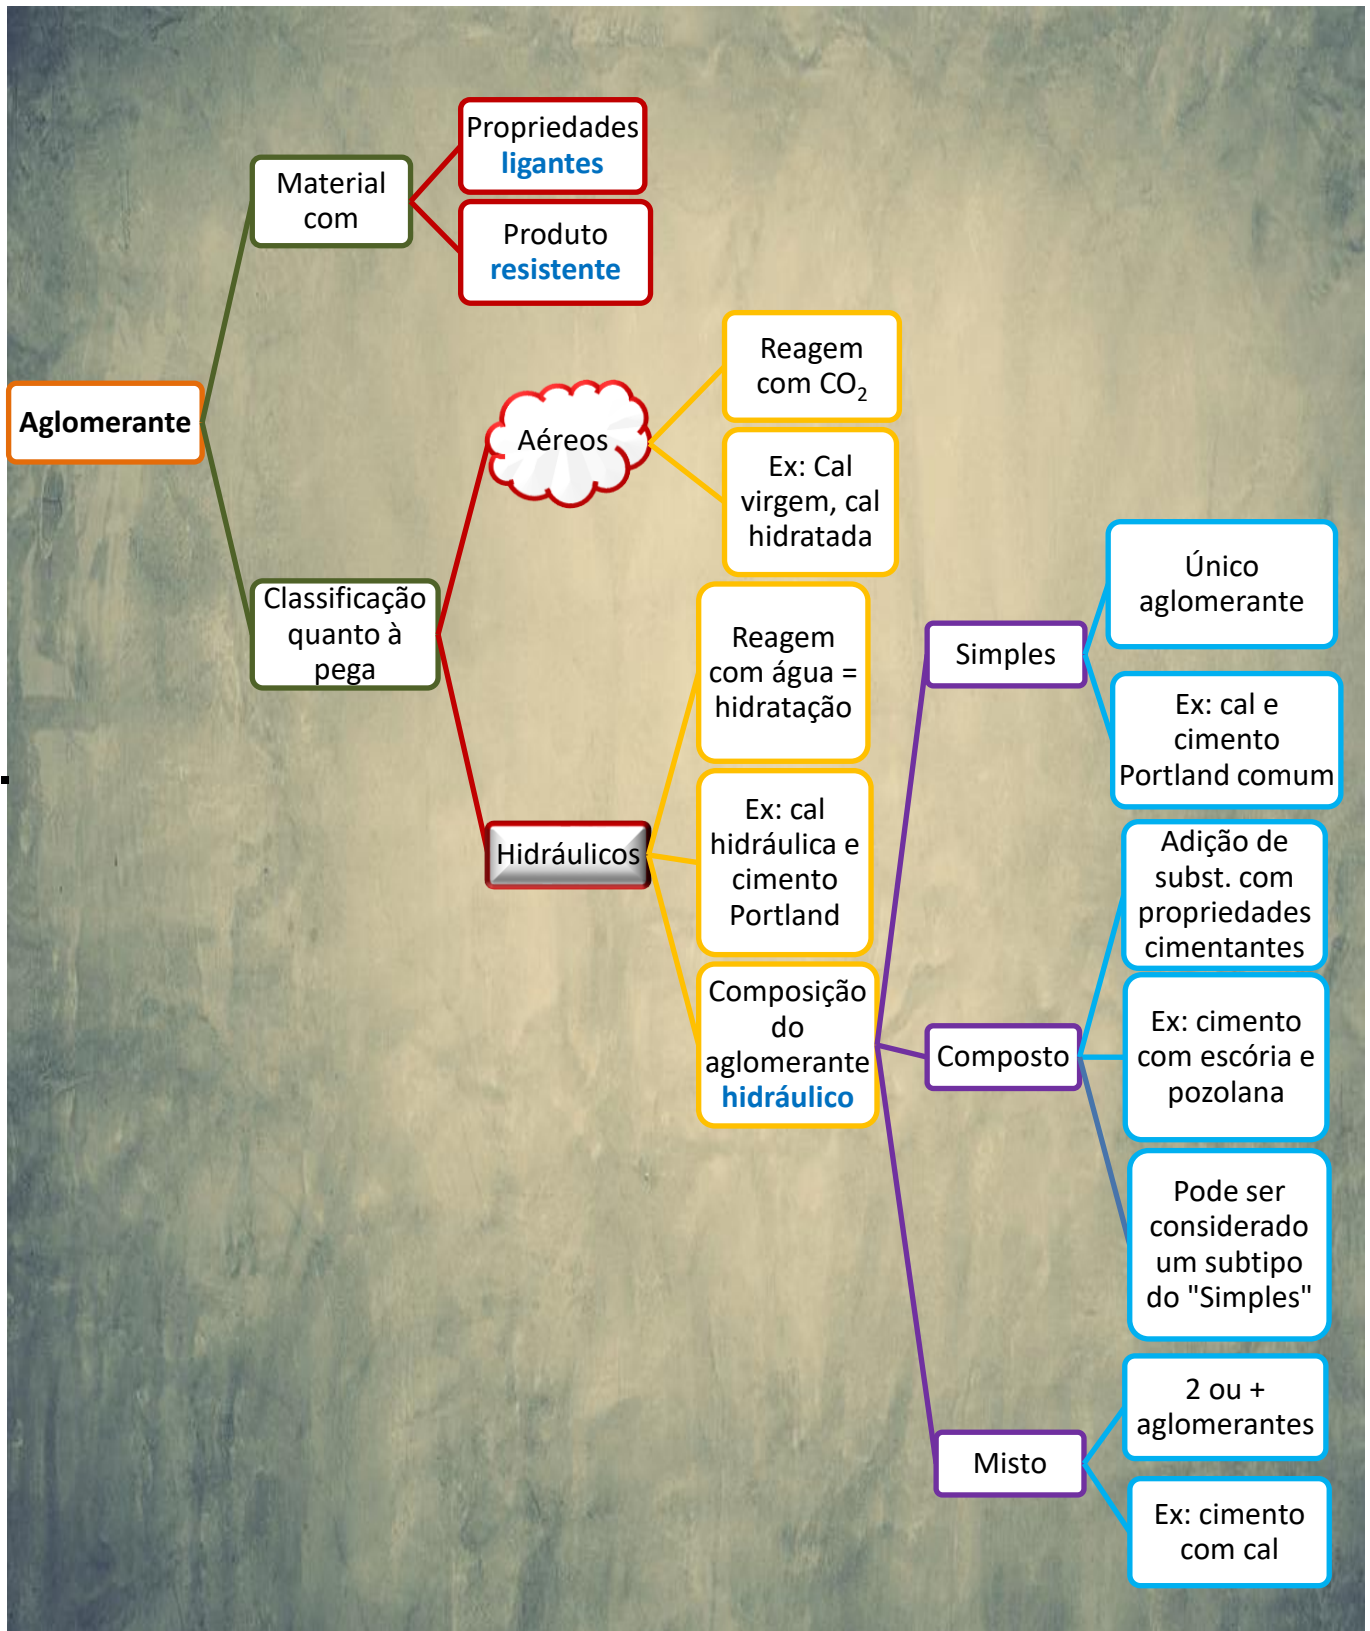 Aglomerante
Material
com
Propriedades
ligantes
Produto
resistente
Classificação
quanto à
pega
Aéreos
Reagem
com CO₂
Ex: Cal
virgem, cal
hidratada
Hidráulicos
Reagem
com água =
hidratação
Ex: cal
hidráulica e
cimento
Portland
Composição
do
aglomerante
hidráulico
Simples
Único
aglomerante
Ex: cal e
cimento
Portland comum
Composto
Adição de
subst. com
propriedades
cimentantes
Ex: cimento
com escória e
pozolana
Pode ser
considerado
um subtipo
do "Simples"
Misto
2 ou +
aglomerantes
Ex: cimento
com cal